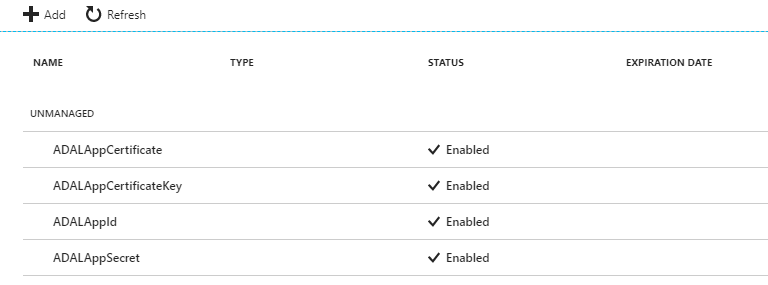 Add Refresh
NAME TYPE STATUS EXPIRATION DATE
UNMANAGED
ADALAppCertificate Enabled
ADALAppCertificateKey Enabled
ADALAppId Enabled
ADALAppSecret Enabled